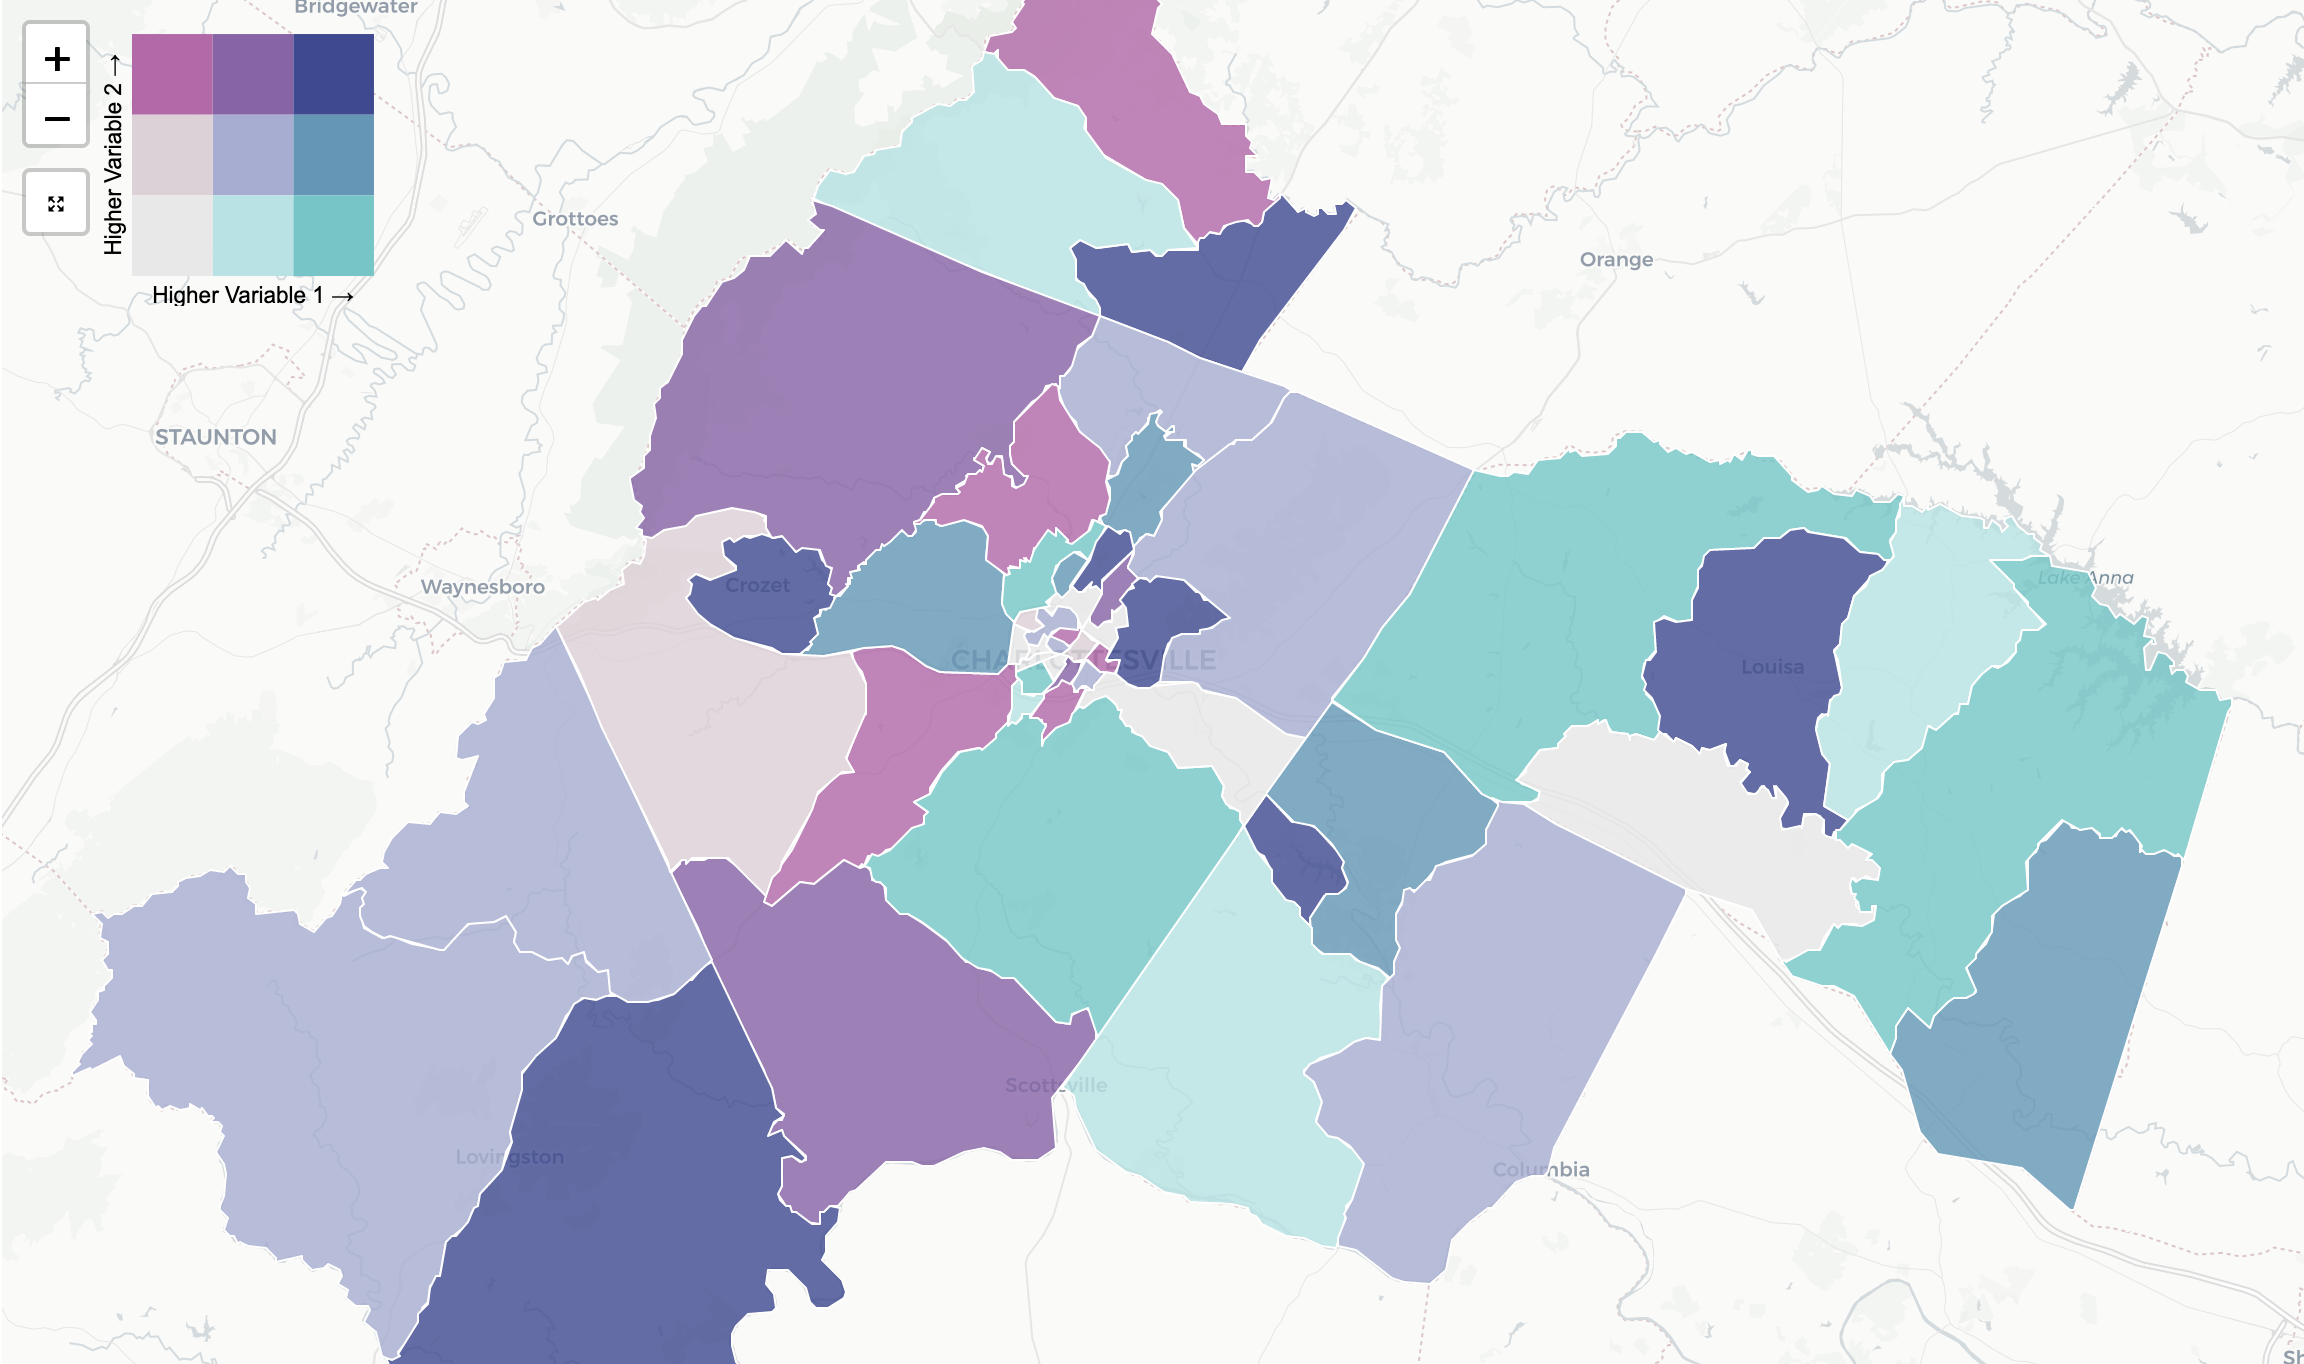 Bridgewater
+
−
Higher Variable 2 →
Higher Variable 1 →
Grottoes
Orange
STAUNTON
Waynesboro
Crozet
Lake Anna
CHARLOTTESVILLE
Louisa
Scottsville
Lovingston
Columbia